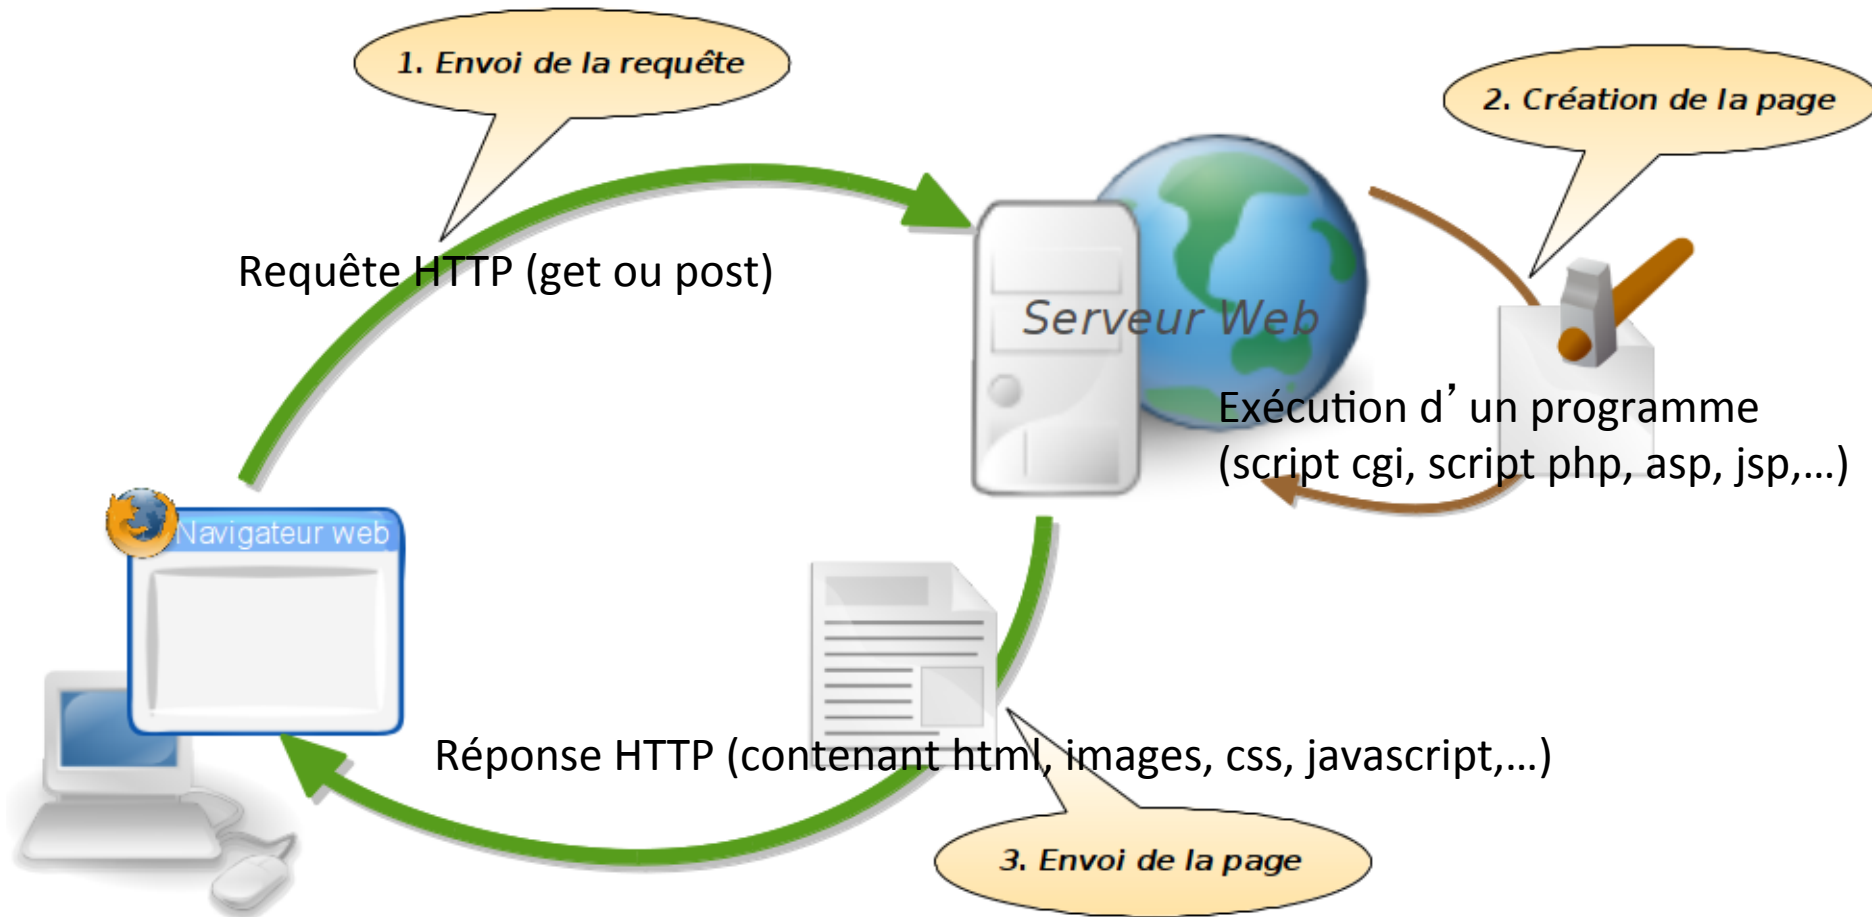 1. Envoi de la requête
2. Création de la page
Requête HTTP (get ou post)
Serveur Web
Exécution d’ un programme
(script cgi, script php, asp, jsp,...)
Navigateur web
Réponse HTTP (contenant html, images, css, javascript,...)
3. Envoi de la page